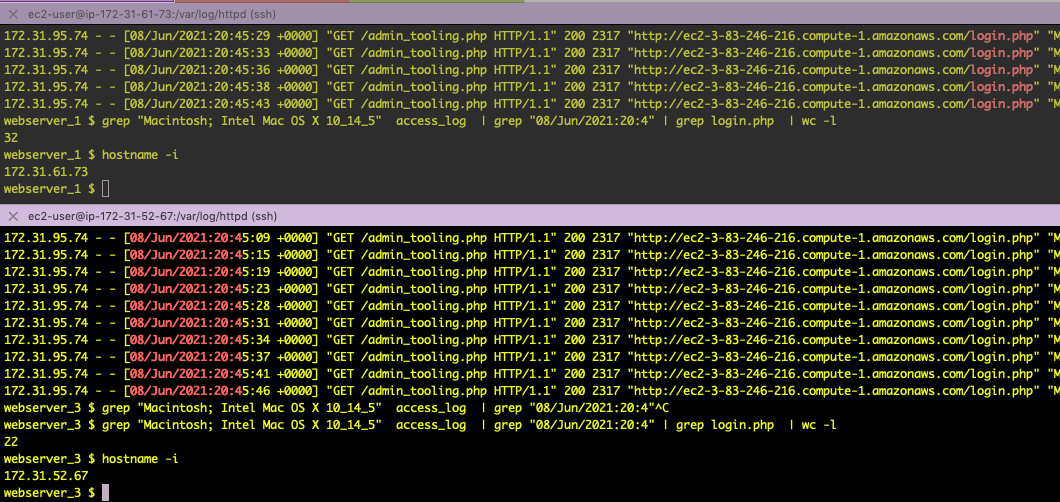 ec2-user@ip-172-31-61-73:/var/log/httpd (ssh)
172.31.95.74 - - [08/Jun/2021:20:45:29 +0000] "GET /admin_tooling.php HTTP/1.1" 200 2317 "http://ec2-3-83-246-216.compute-1.amazonaws.com/login.php" "M
172.31.95.74 - - [08/Jun/2021:20:45:33 +0000] "GET /admin_tooling.php HTTP/1.1" 200 2317 "http://ec2-3-83-246-216.compute-1.amazonaws.com/login.php" "M
172.31.95.74 - - [08/Jun/2021:20:45:36 +0000] "GET /admin_tooling.php HTTP/1.1" 200 2317 "http://ec2-3-83-246-216.compute-1.amazonaws.com/login.php" "M
172.31.95.74 - - [08/Jun/2021:20:45:38 +0000] "GET /admin_tooling.php HTTP/1.1" 200 2317 "http://ec2-3-83-246-216.compute-1.amazonaws.com/login.php" "M
172.31.95.74 - - [08/Jun/2021:20:45:43 +0000] "GET /admin_tooling.php HTTP/1.1" 200 2317 "http://ec2-3-83-246-216.compute-1.amazonaws.com/login.php" "M
webserver_1 $ grep "Macintosh; Intel Mac OS X 10_14_5"  access_log  | grep "08/Jun/2021:20:4" | grep login.php  | wc -l
32
webserver_1 $ hostname -i
172.31.61.73
webserver_1 $
ec2-user@ip-172-31-52-67:/var/log/httpd (ssh)
172.31.95.74 - - [08/Jun/2021:20:45:09 +0000] "GET /admin_tooling.php HTTP/1.1" 200 2317 "http://ec2-3-83-246-216.compute-1.amazonaws.com/login.php" "M
172.31.95.74 - - [08/Jun/2021:20:45:15 +0000] "GET /admin_tooling.php HTTP/1.1" 200 2317 "http://ec2-3-83-246-216.compute-1.amazonaws.com/login.php" "M
172.31.95.74 - - [08/Jun/2021:20:45:19 +0000] "GET /admin_tooling.php HTTP/1.1" 200 2317 "http://ec2-3-83-246-216.compute-1.amazonaws.com/login.php" "M
172.31.95.74 - - [08/Jun/2021:20:45:23 +0000] "GET /admin_tooling.php HTTP/1.1" 200 2317 "http://ec2-3-83-246-216.compute-1.amazonaws.com/login.php" "M
172.31.95.74 - - [08/Jun/2021:20:45:28 +0000] "GET /admin_tooling.php HTTP/1.1" 200 2317 "http://ec2-3-83-246-216.compute-1.amazonaws.com/login.php" "M
172.31.95.74 - - [08/Jun/2021:20:45:31 +0000] "GET /admin_tooling.php HTTP/1.1" 200 2317 "http://ec2-3-83-246-216.compute-1.amazonaws.com/login.php" "M
172.31.95.74 - - [08/Jun/2021:20:45:34 +0000] "GET /admin_tooling.php HTTP/1.1" 200 2317 "http://ec2-3-83-246-216.compute-1.amazonaws.com/login.php" "M
172.31.95.74 - - [08/Jun/2021:20:45:37 +0000] "GET /admin_tooling.php HTTP/1.1" 200 2317 "http://ec2-3-83-246-216.compute-1.amazonaws.com/login.php" "M
172.31.95.74 - - [08/Jun/2021:20:45:41 +0000] "GET /admin_tooling.php HTTP/1.1" 200 2317 "http://ec2-3-83-246-216.compute-1.amazonaws.com/login.php" "M
172.31.95.74 - - [08/Jun/2021:20:45:46 +0000] "GET /admin_tooling.php HTTP/1.1" 200 2317 "http://ec2-3-83-246-216.compute-1.amazonaws.com/login.php" "M
webserver_3 $ grep "Macintosh; Intel Mac OS X 10_14_5"  access_log  | grep "08/Jun/2021:20:4"^C
webserver_3 $ grep "Macintosh; Intel Mac OS X 10_14_5"  access_log  | grep "08/Jun/2021:20:4" | grep login.php  | wc -l
22
webserver_3 $ hostname -i
172.31.52.67
webserver_3 $